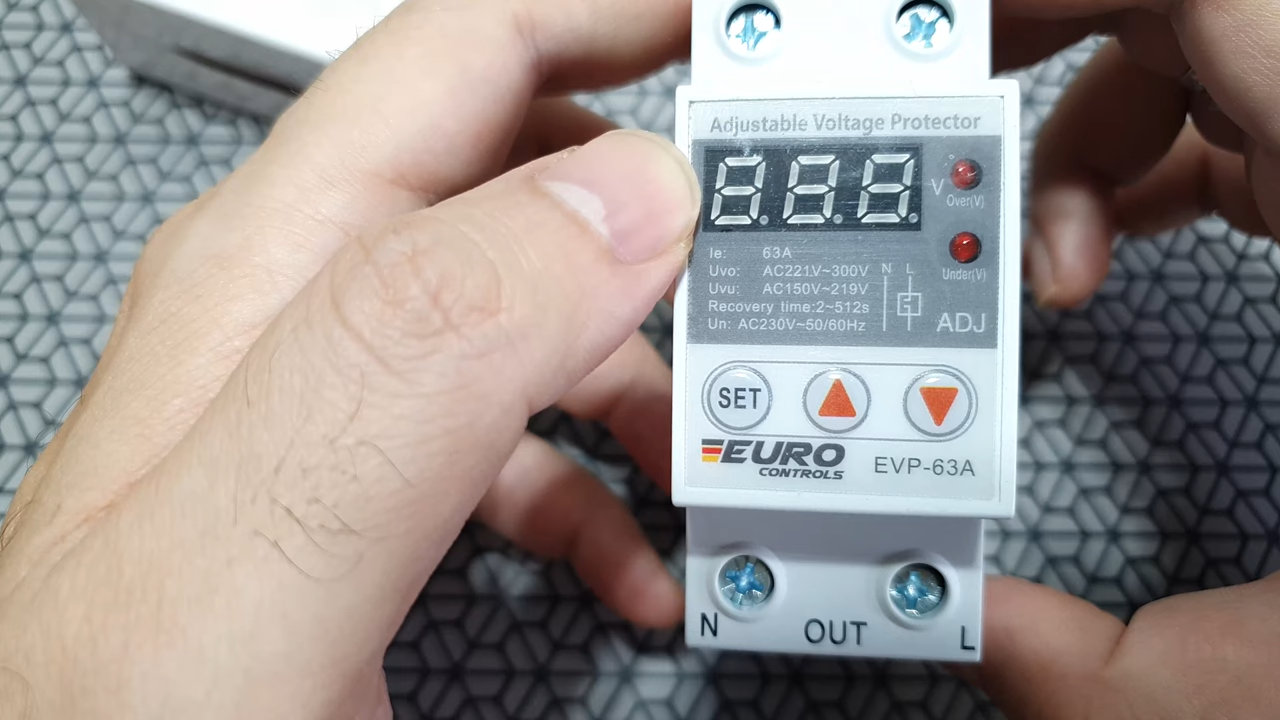 Adjustable Voltage Protector
V
Over(V)
Under(V)
Ie: 63A
Uvo: AC221V~300V
Uvu: AC150V~219V
Recovery time:2~512s
Un: AC230V~50/60Hz
N L
ADJ
SET
EURO
CONTROLS
EVP-63A
N OUT L